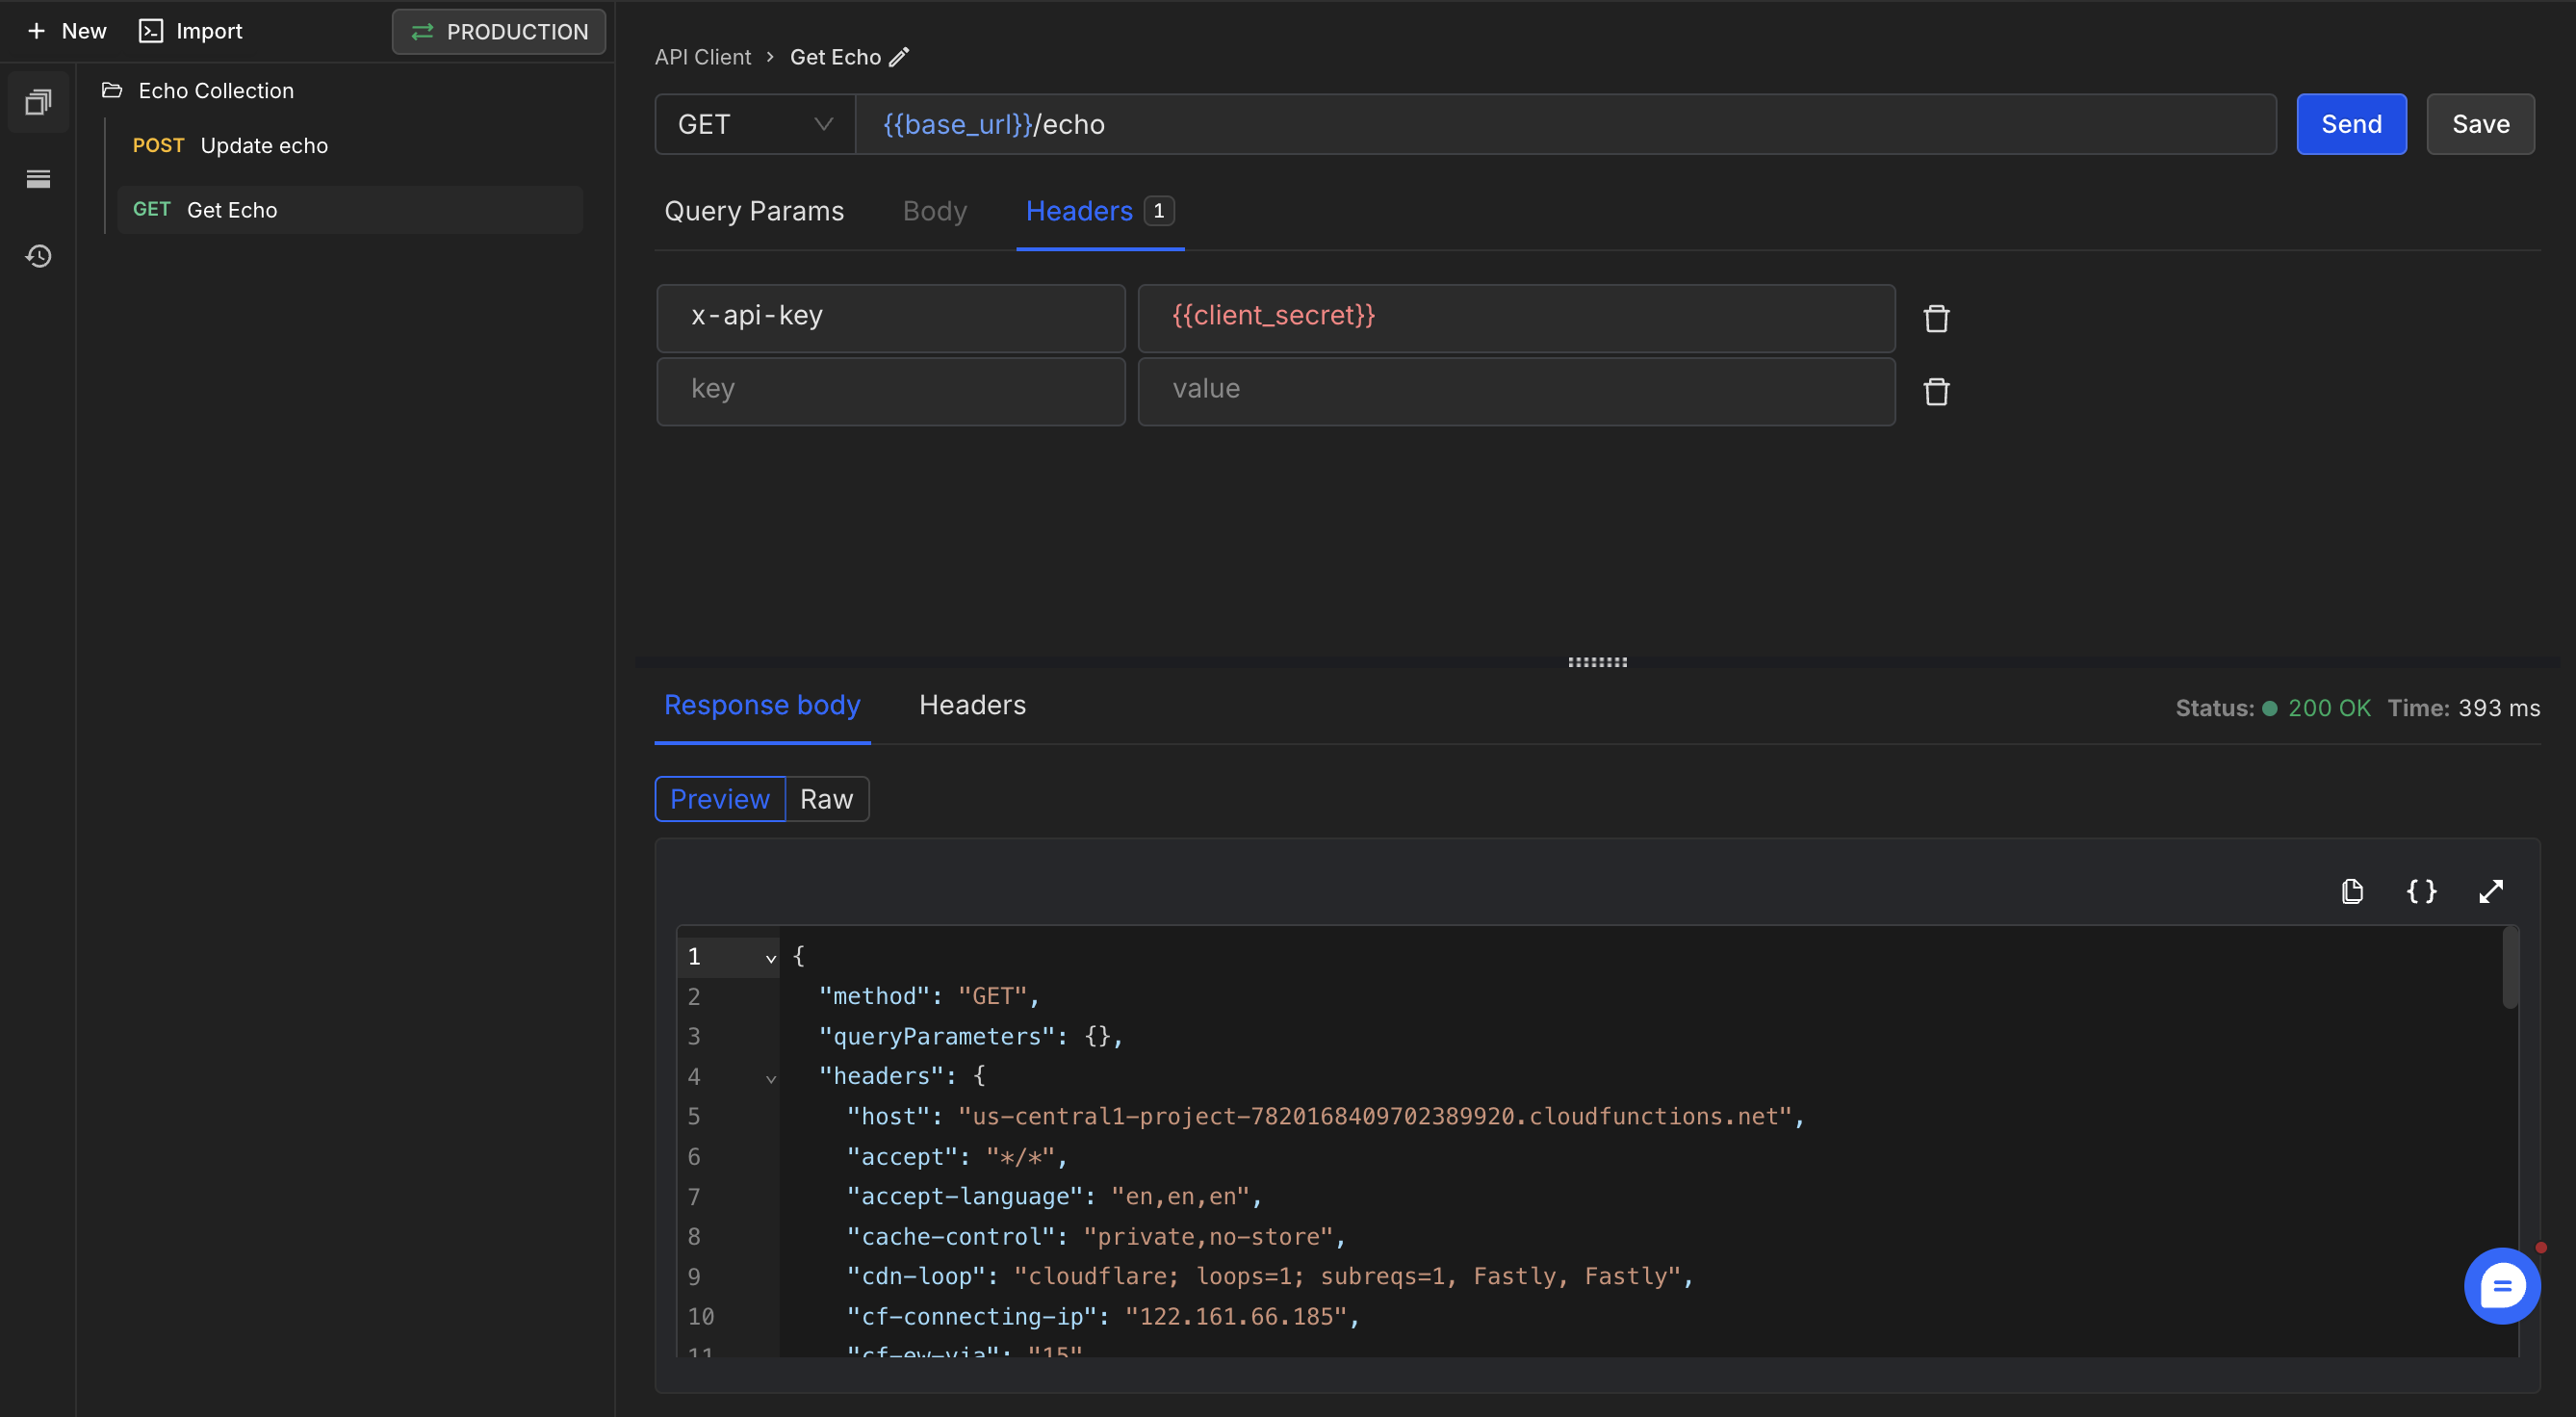 New Import PRODUCTION
Echo Collection
POST Update echo
GET Get Echo
API Client › Get Echo
GET {{base_url}}/echo Send Save
Query Params Body Headers 1
x-api-key {{client_secret}}
key value
Response body Headers Status: 200 OK Time: 393 ms
Preview Raw
1 {
2 "method": "GET",
3 "queryParameters": {},
4 "headers": {
5 "host": "us-central1-project-7820168409702389920.cloudfunctions.net",
6 "accept": "*/*",
7 "accept-language": "en,en,en",
8 "cache-control": "private,no-store",
9 "cdn-loop": "cloudflare; loops=1; subreqs=1, Fastly, Fastly",
10 "cf-connecting-ip": "122.161.66.185",
11 "cf-ew-via": "15"